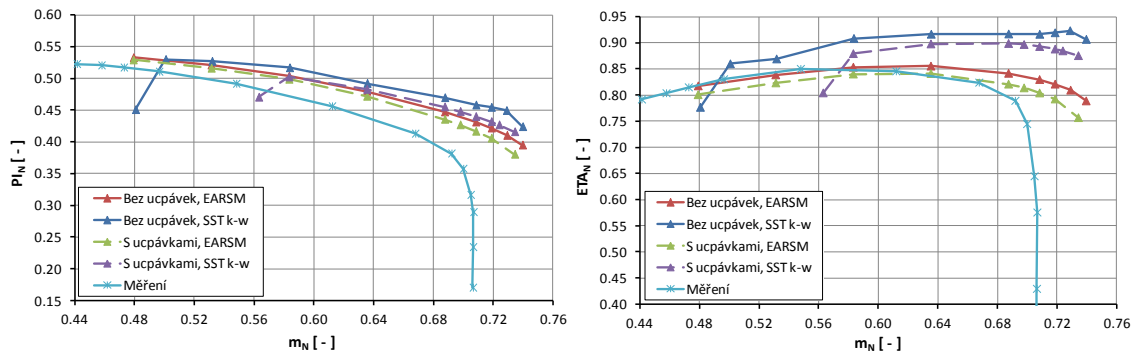 0.60
0.55
0.50
0.45
0.40
0.35
0.30
0.25
0.20
0.15
PI_N [ - ]
Bez ucpávek, EARSM
Bez ucpávek, SST k-w
S ucpávkami, EARSM
S ucpávkami, SST k-w
Měření
0.44 0.48 0.52 0.56 0.60 0.64 0.68 0.72 0.76
m_N [ - ]
0.95
0.90
0.85
0.80
0.75
0.70
0.65
0.60
0.55
0.50
0.45
0.40
ETA_N [ - ]
Bez ucpávek, EARSM
Bez ucpávek, SST k-w
S ucpávkami, EARSM
S ucpávkami, SST k-w
Měření
0.44 0.48 0.52 0.56 0.60 0.64 0.68 0.72 0.76
m_N [ - ]